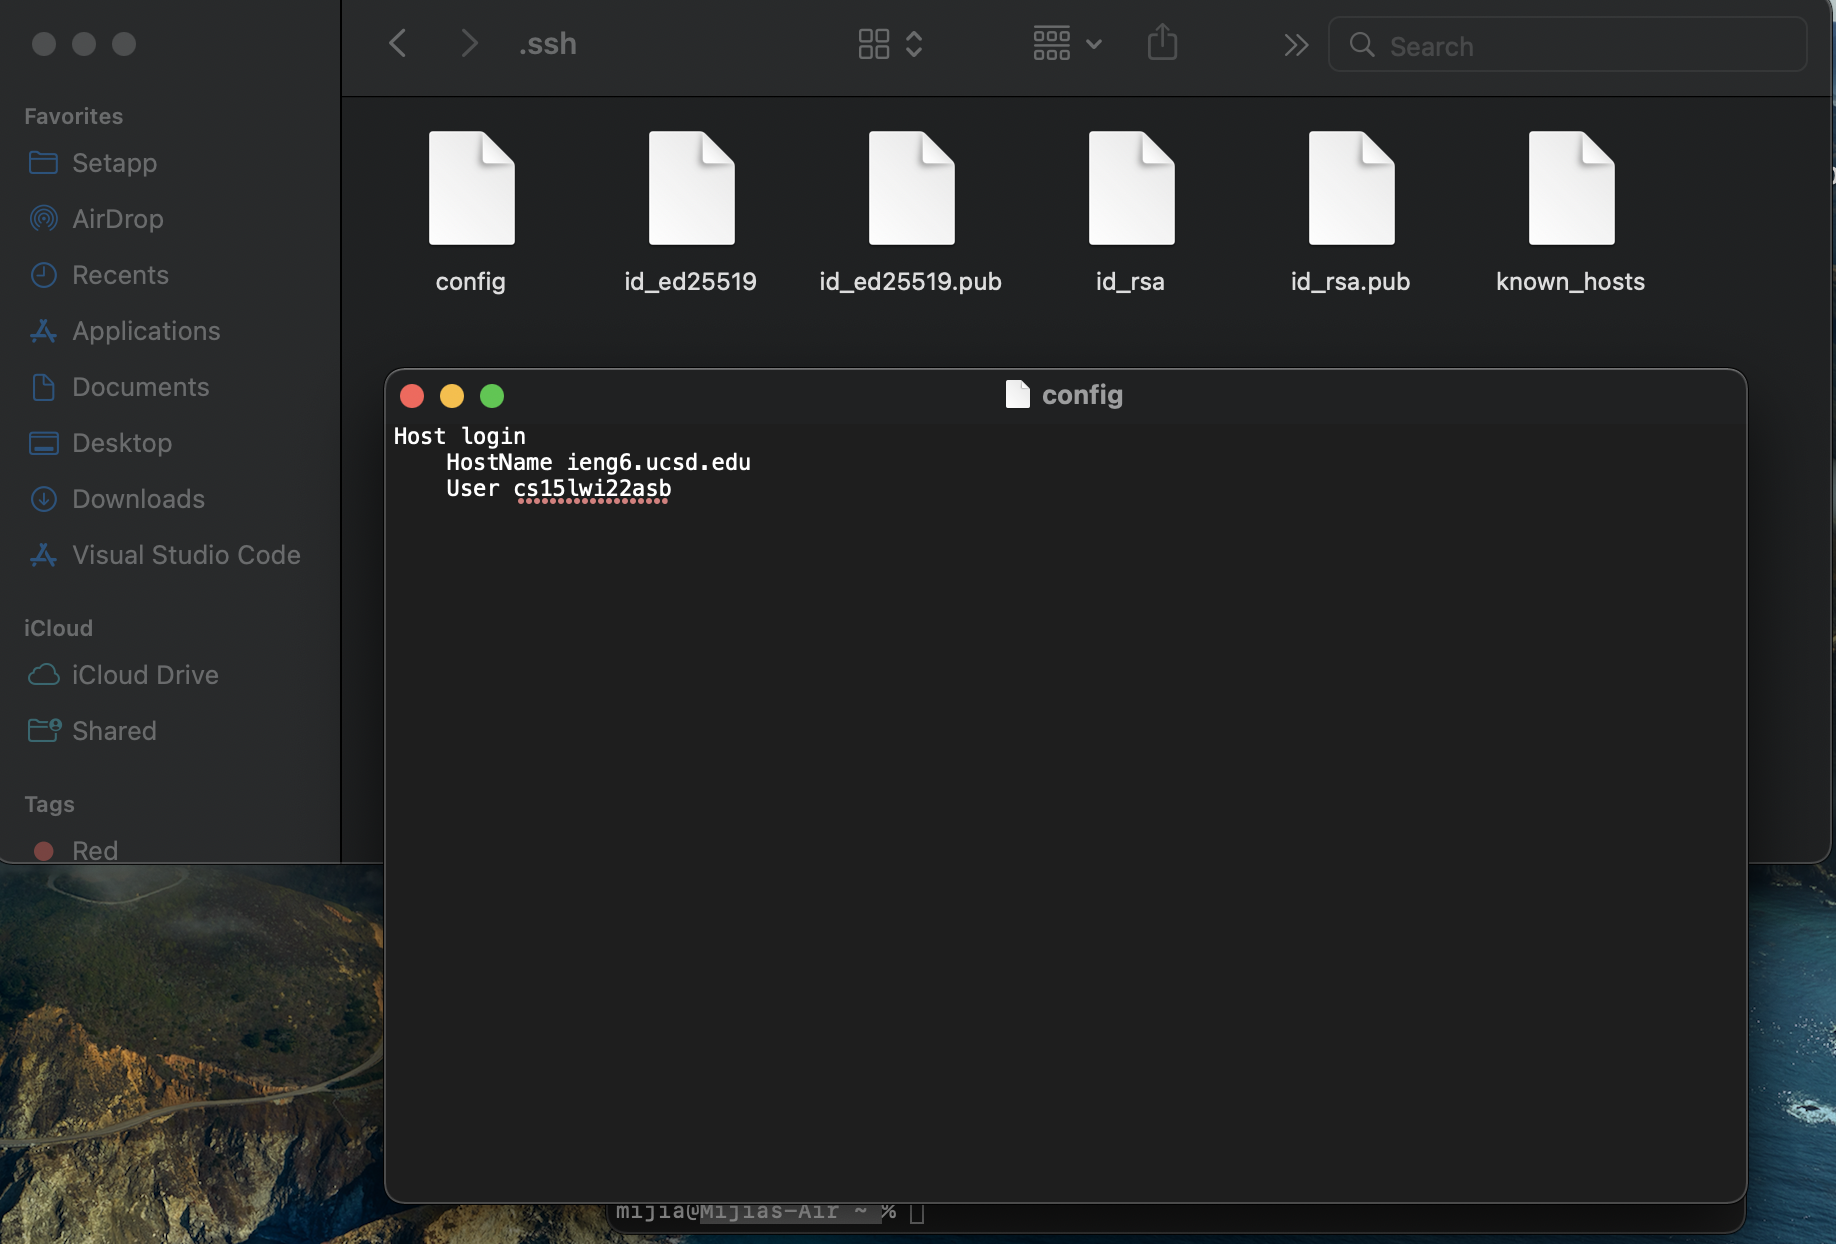 .ssh
Search
Favorites
Setapp
AirDrop
Recents
Applications
Documents
Desktop
Downloads
Visual Studio Code
iCloud
iCloud Drive
Shared
Tags
Red
config
id_ed25519
id_ed25519.pub
id_rsa
id_rsa.pub
known_hosts
config
Host login
    HostName ieng6.ucsd.edu
    User cs15lwi22asb
mijia@Mijias-Air ~ %